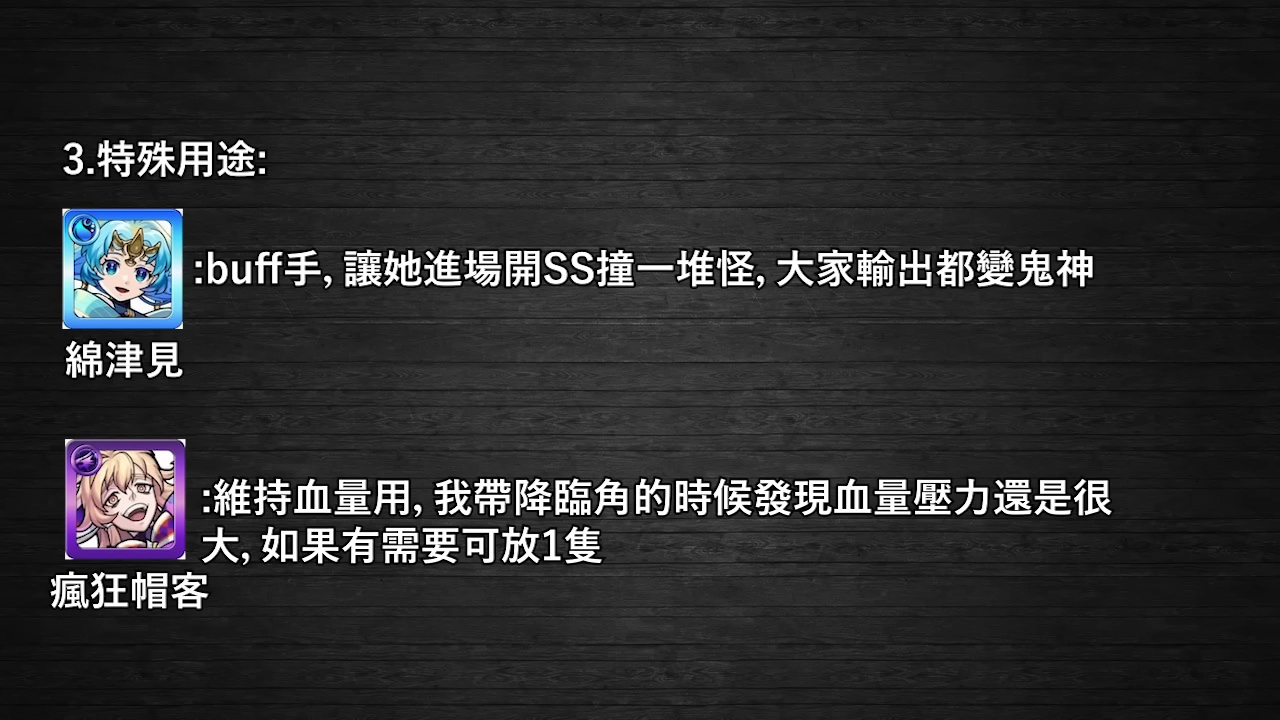 3.特殊用途:
:buff手, 讓她進場開SS撞一堆怪, 大家輸出都變鬼神
綿津見
:維持血量用, 我帶降臨角的時候發現血量壓力還是很
大, 如果有需要可放1隻
瘋狂帽客